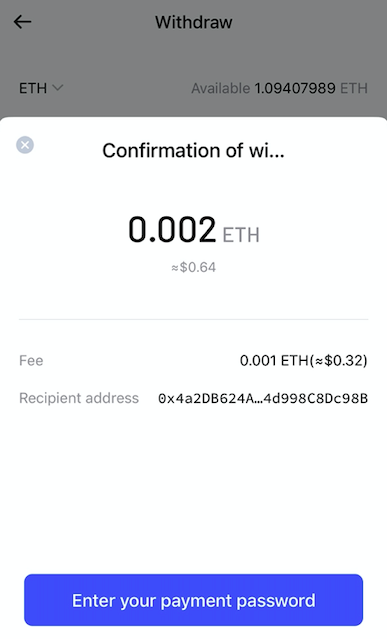 Withdraw
ETH Available 1.09407989 ETH
Confirmation of wi...
0.002 ETH
≈$0.64
Fee 0.001 ETH(≈$0.32)
Recipient address 0x4a2DB624A...4d998C8Dc98B
Enter your payment password